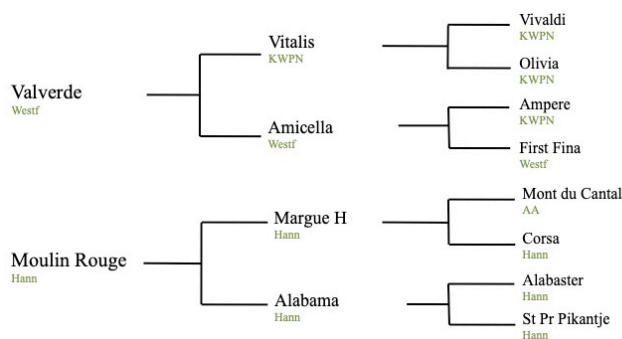 Valverde
Westf
Vitalis
KWPN
Vivaldi
KWPN
Olivia
KWPN
Amicella
Westf
Ampere
KWPN
First Fina
Westf
Moulin Rouge
Hann
Margue H
Hann
Mont du Cantal
AA
Corsa
Hann
Alabama
Hann
Alabaster
Hann
St Pr Pikantje
Hann